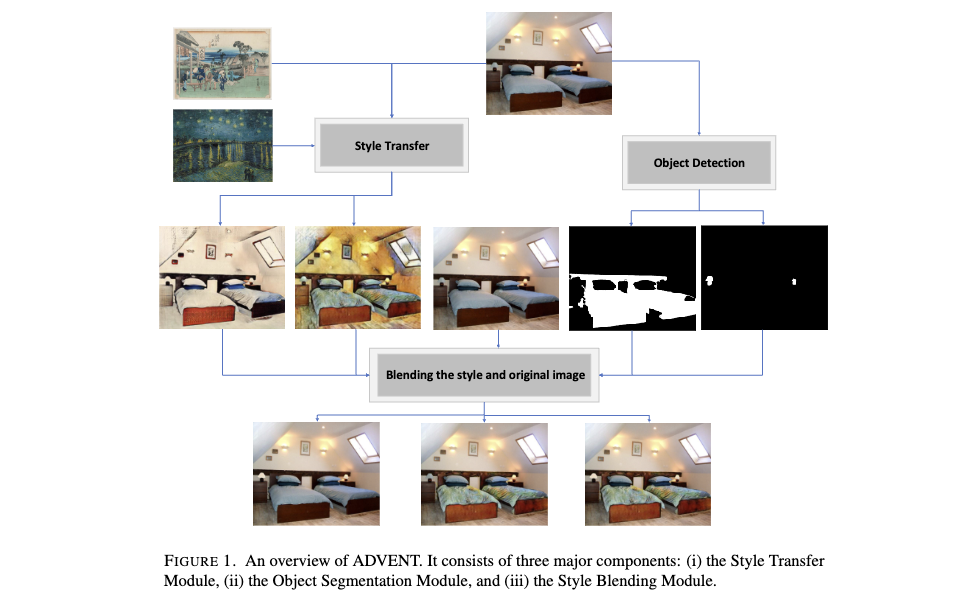 Style Transfer
Object Detection
Blending the style and original image
FIGURE 1. An overview of ADVENT. It consists of three major components: (i) the Style Transfer
Module, (ii) the Object Segmentation Module, and (iii) the Style Blending Module.